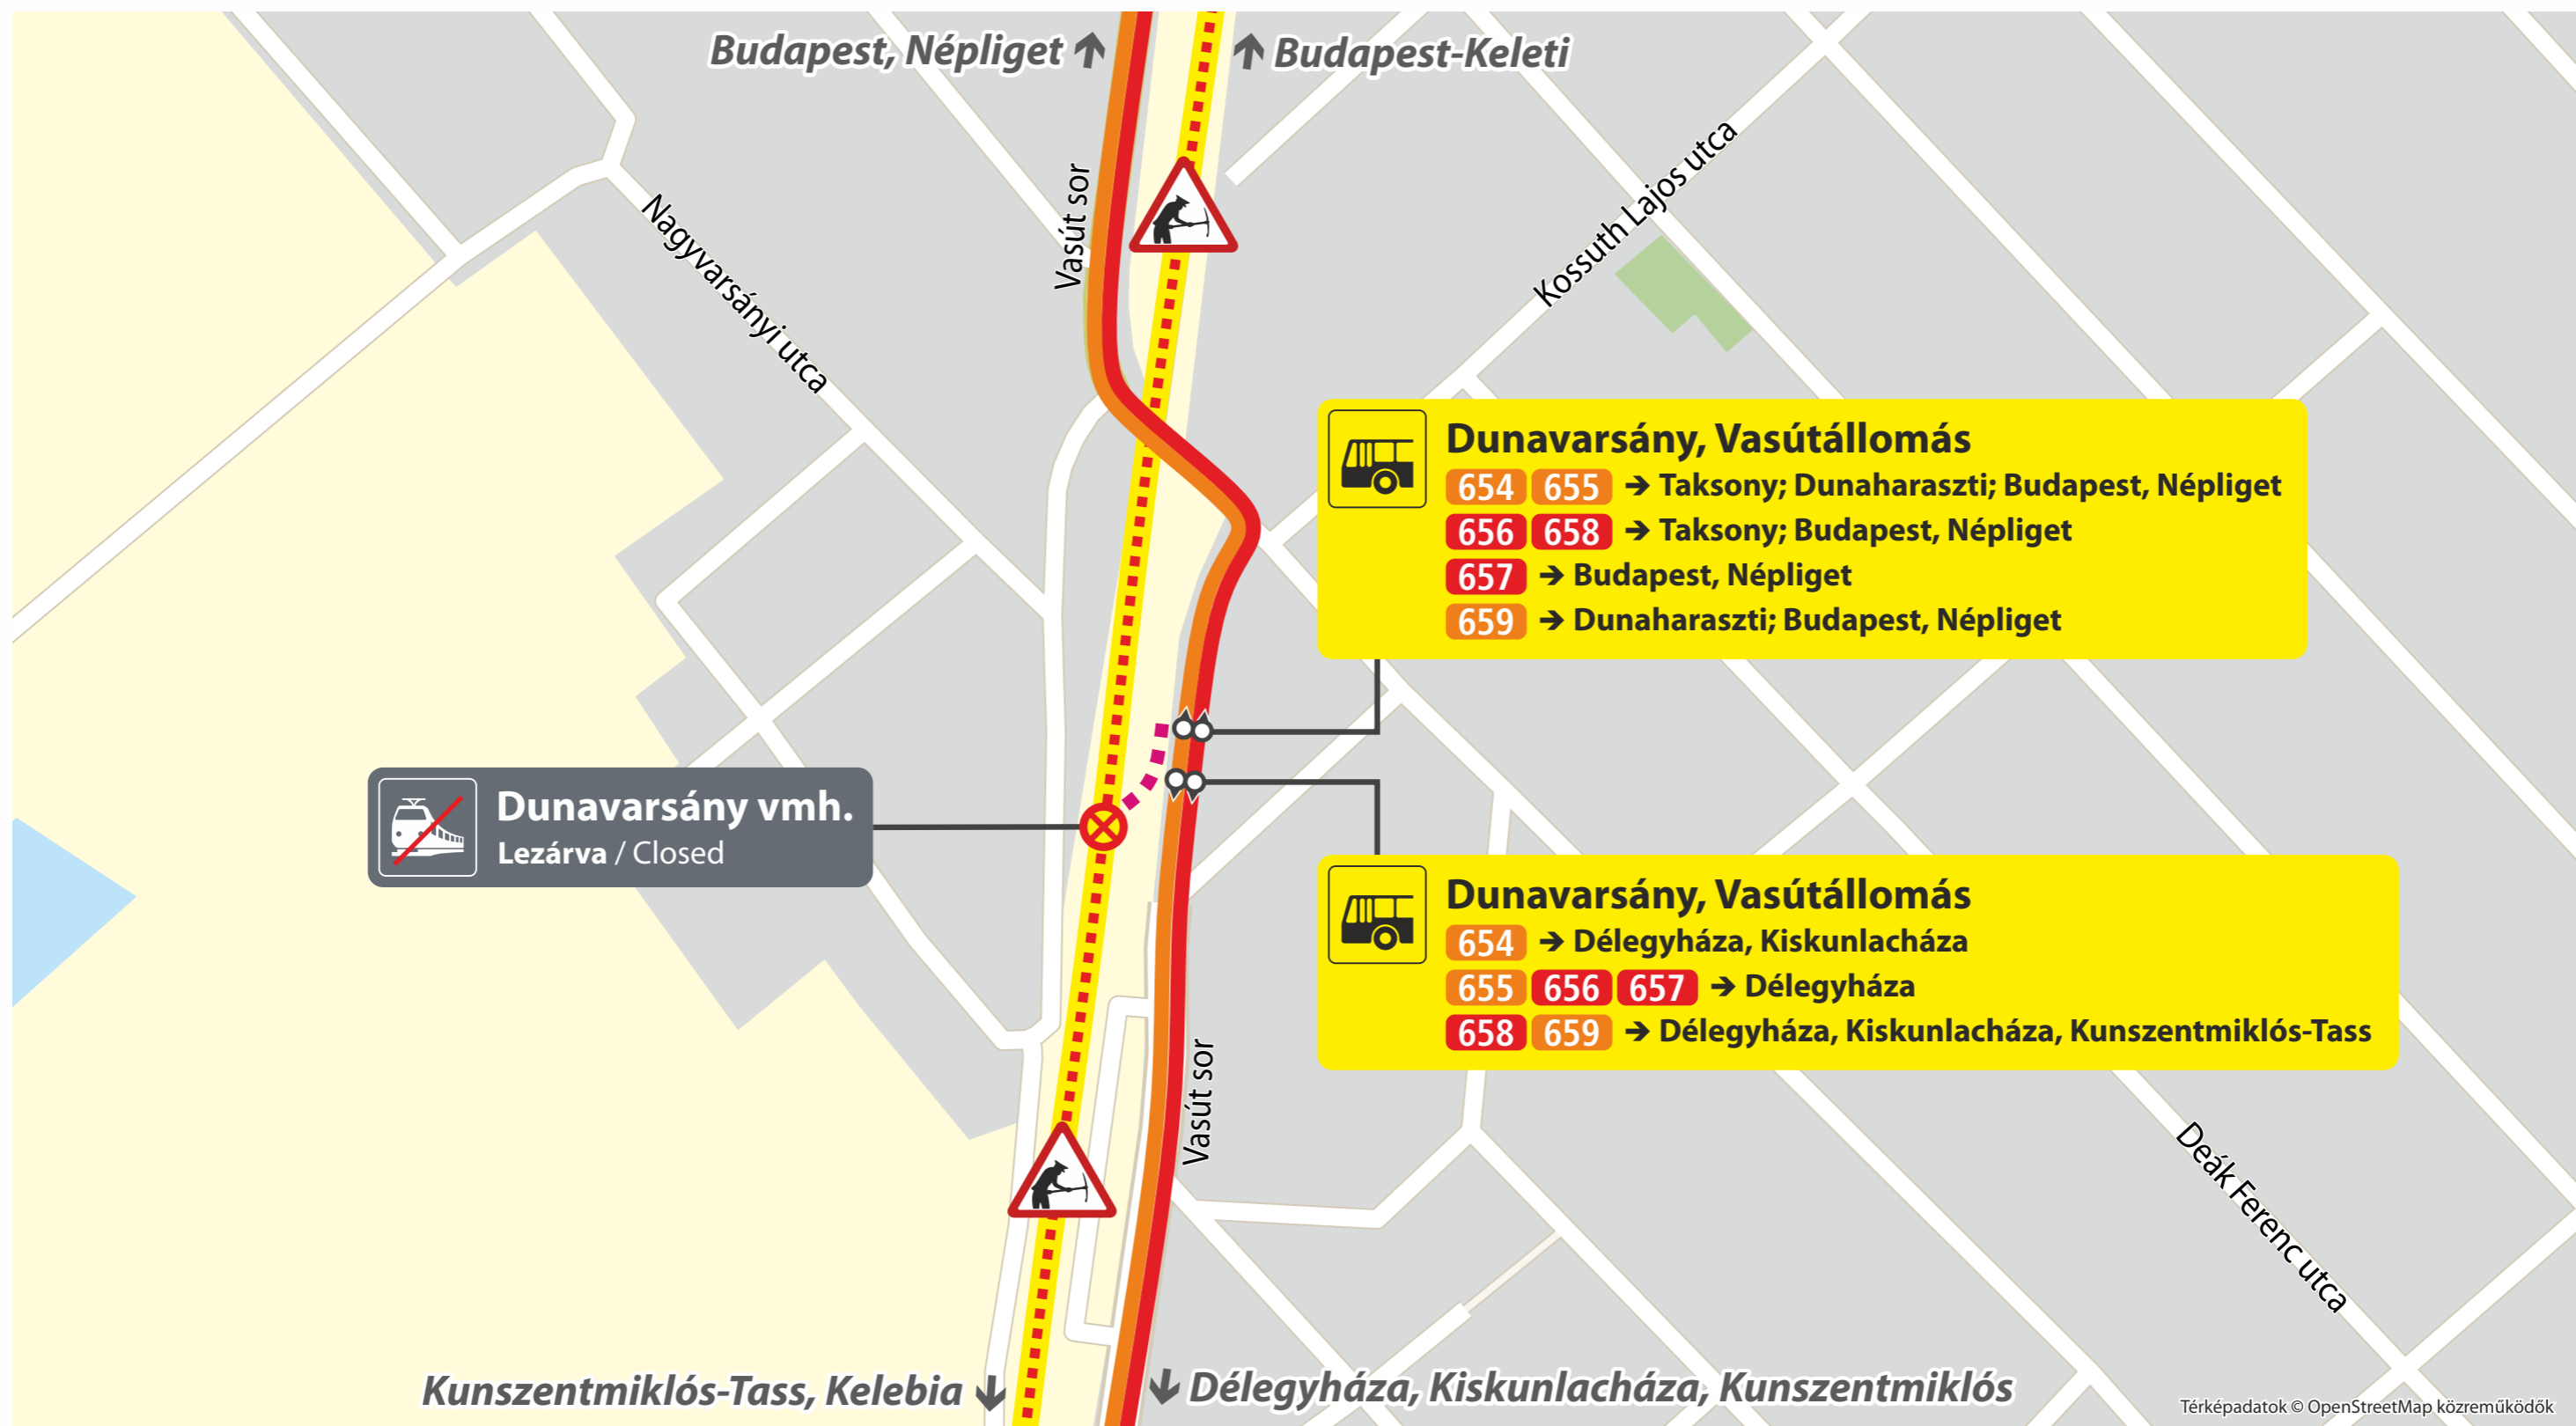 Budapest, Népliget ↑
↑ Budapest-Keleti
Vasút sor
Nagyvarsányi utca
Kossuth Lajos utca
Dunavarsány, Vasútállomás
654 655 → Taksony; Dunaharaszti; Budapest, Népliget
656 658 → Taksony; Budapest, Népliget
657 → Budapest, Népliget
659 → Dunaharaszti; Budapest, Népliget
Dunavarsány vmh.
Lezárva / Closed
Dunavarsány, Vasútállomás
654 → Délegyháza, Kiskunlacháza
655 656 657 → Délegyháza
658 659 → Délegyháza, Kiskunlacháza, Kunszentmiklós-Tass
Vasút sor
Deák Ferenc utca
Kunszentmiklós-Tass, Kelebia ↓
↓ Délegyháza, Kiskunlacháza, Kunszentmiklós
Térképadatok © OpenStreetMap közreműködők